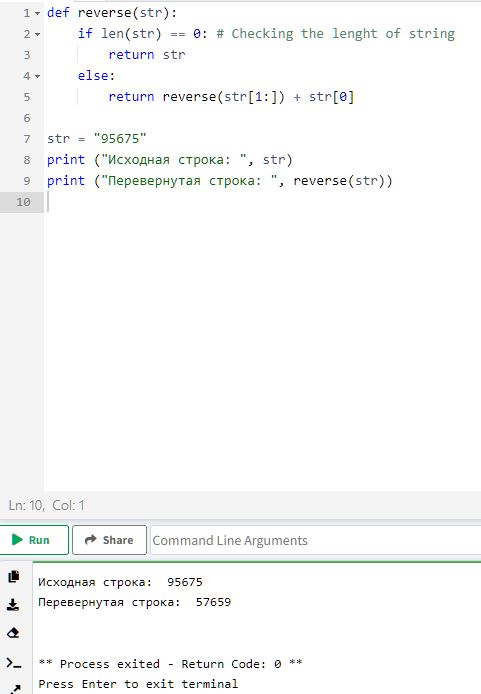 1 def reverse(str):
2     if len(str) == 0: # Checking the lenght of string
3         return str
4     else:
5         return reverse(str[1:]) + str[0]
6
7 str = "95675"
8 print ("Исходная строка: ", str)
9 print ("Перевернутая строка: ", reverse(str))
10
Ln: 10, Col: 1
Run Share Command Line Arguments
Исходная строка:  95675
Перевернутая строка:  57659
** Process exited - Return Code: 0 **
Press Enter to exit terminal